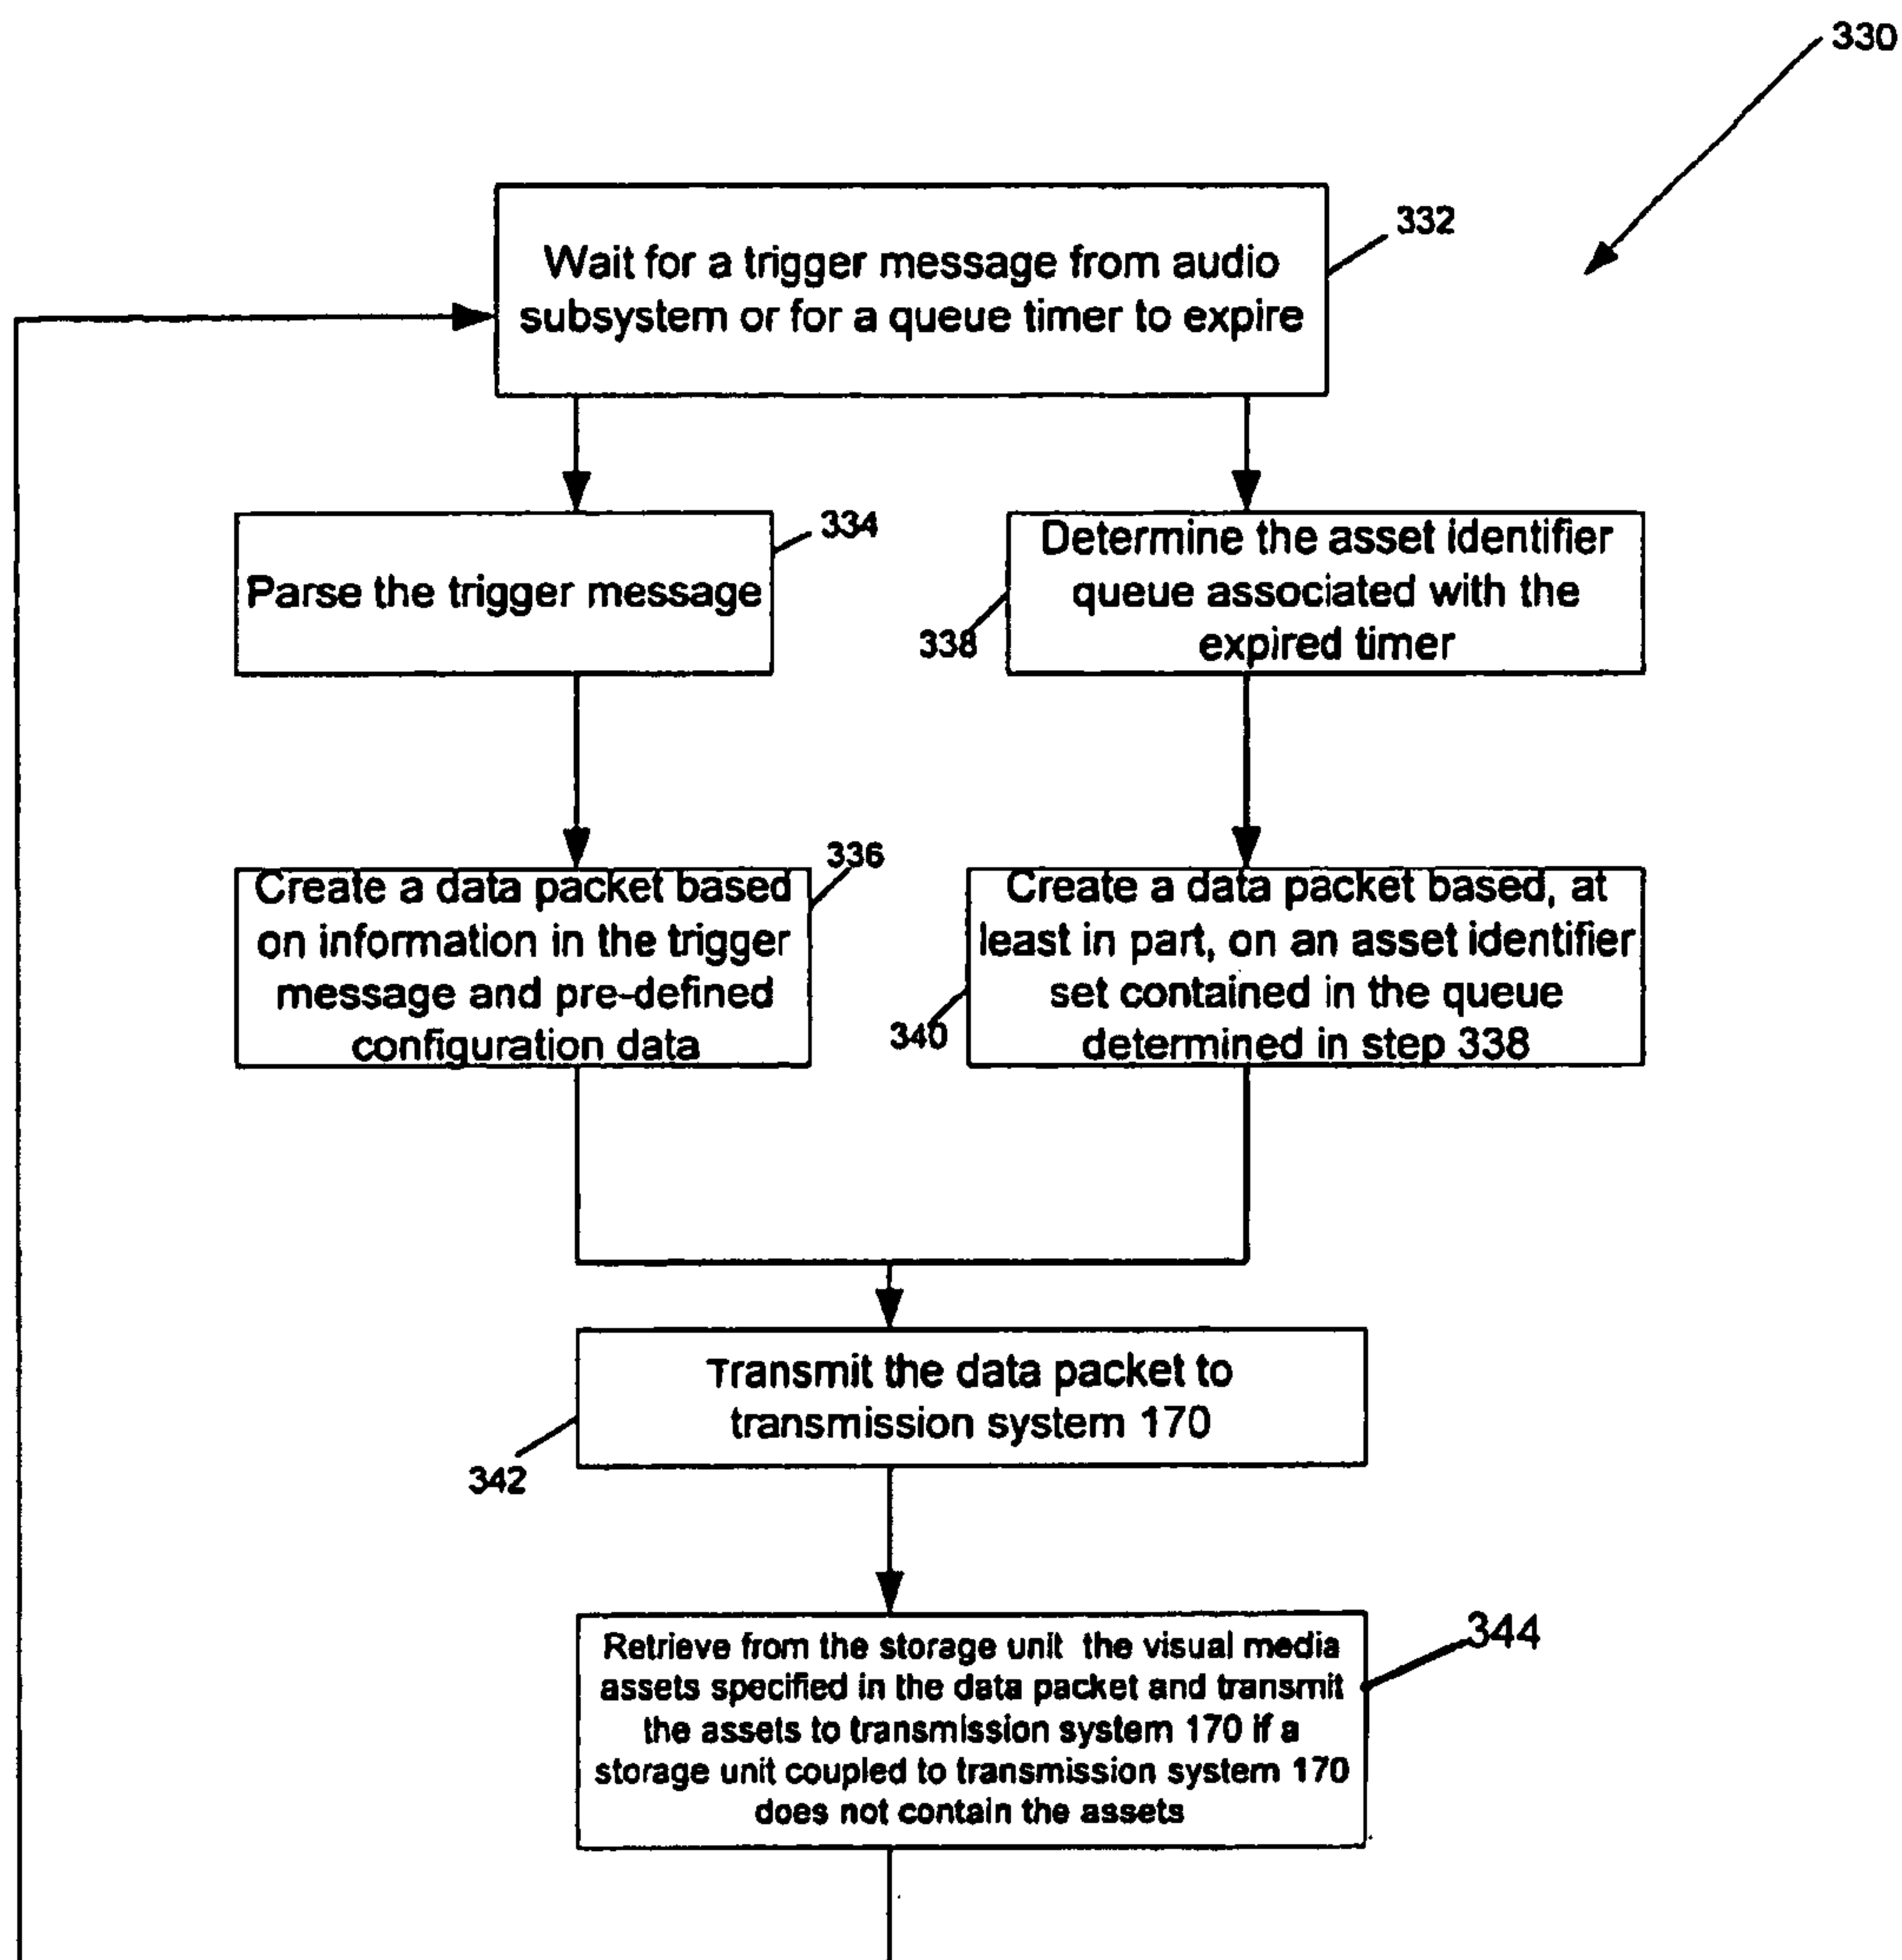 330
332
Wait for a trigger message from audio
subsystem or for a queue timer to expire
334
Parse the trigger message
Determine the asset identifier
queue associated with the
expired timer
338
336
Create a data packet based
on information in the trigger
message and pre-defined
configuration data
Create a data packet based, at
least in part, on an asset identifier
set contained in the queue
determined in step 338
340
Transmit the data packet to
transmission system 170
342
344
Retrieve from the storage unit the visual media
assets specified in the data packet and transmit
the assets to transmission system 170 if a
storage unit coupled to transmission system 170
does not contain the assets